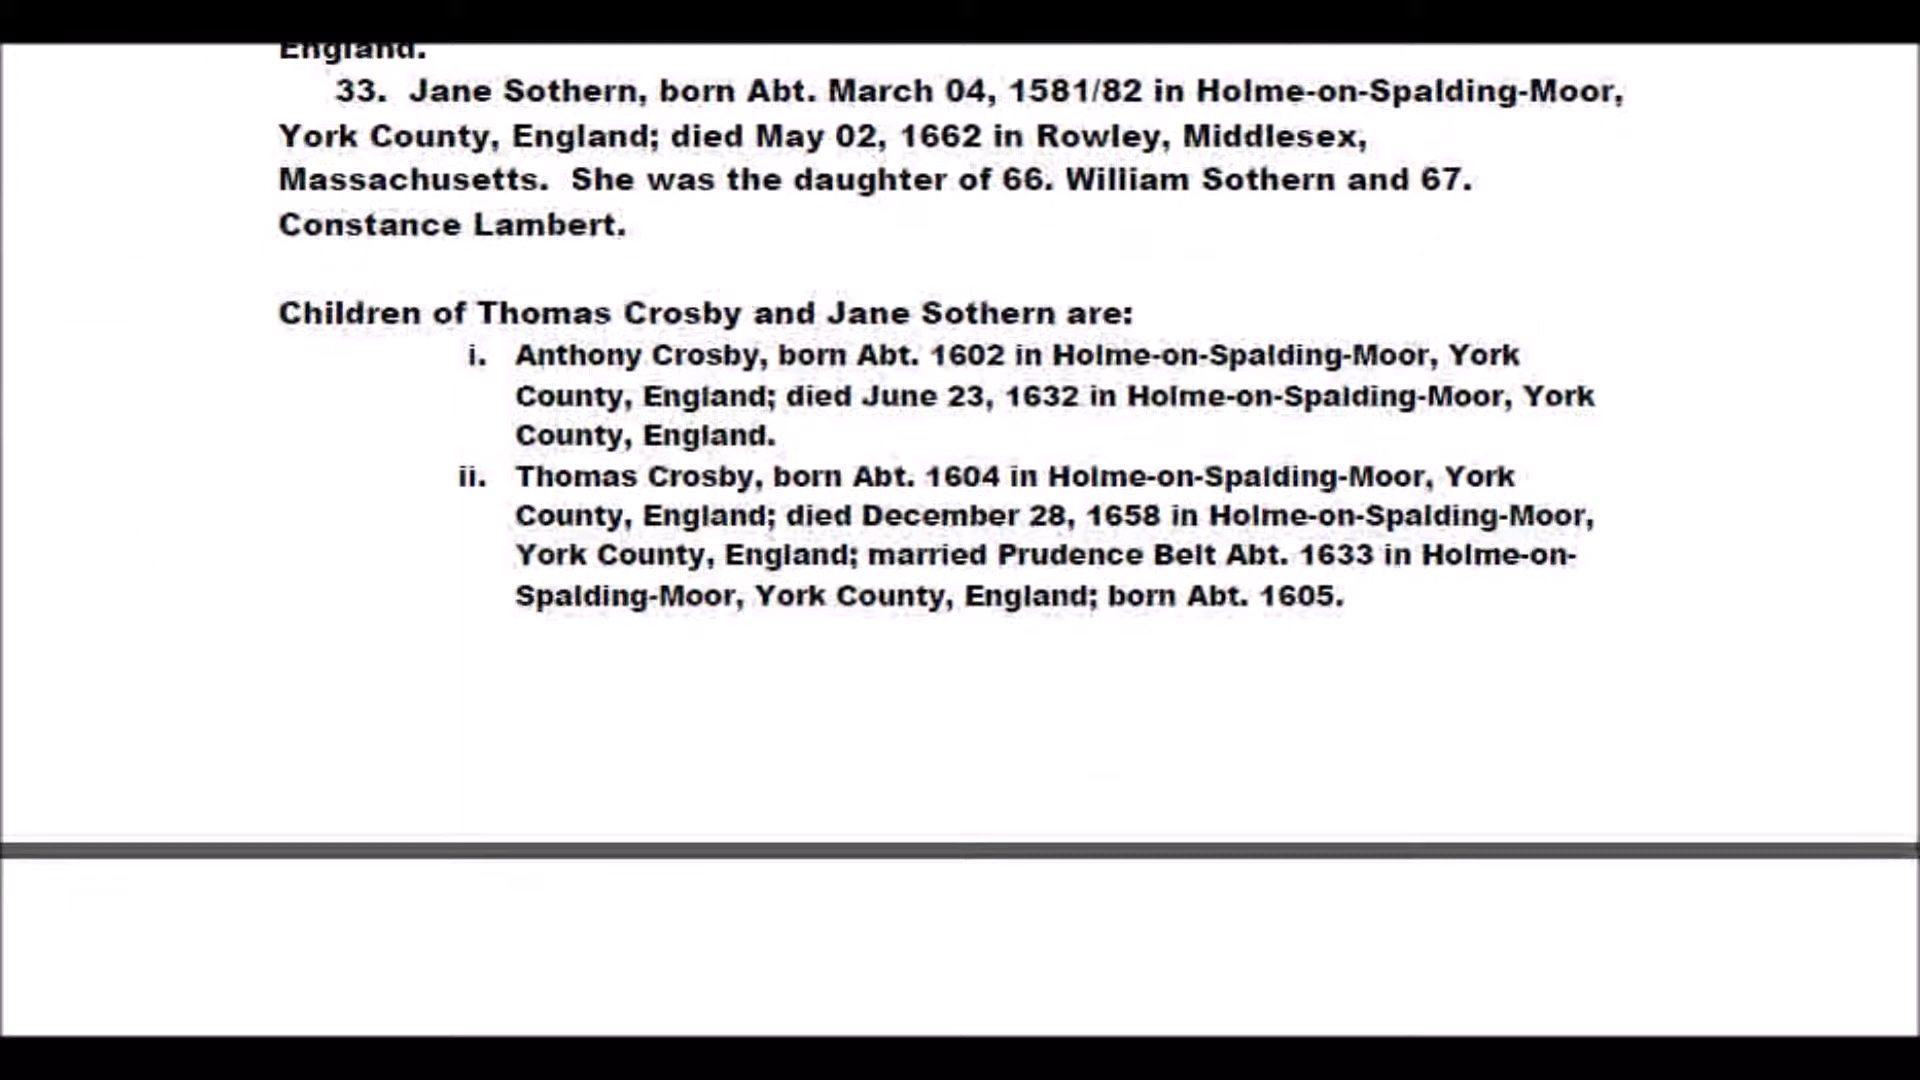 England.
33. Jane Sothern, born Abt. March 04, 1581/82 in Holme-on-Spalding-Moor,
York County, England; died May 02, 1662 in Rowley, Middlesex,
Massachusetts. She was the daughter of 66. William Sothern and 67.
Constance Lambert.
Children of Thomas Crosby and Jane Sothern are:
i. Anthony Crosby, born Abt. 1602 in Holme-on-Spalding-Moor, York
County, England; died June 23, 1632 in Holme-on-Spalding-Moor, York
County, England.
ii. Thomas Crosby, born Abt. 1604 in Holme-on-Spalding-Moor, York
County, England; died December 28, 1658 in Holme-on-Spalding-Moor,
York County, England; married Prudence Belt Abt. 1633 in Holme-on-
Spalding-Moor, York County, England; born Abt. 1605.